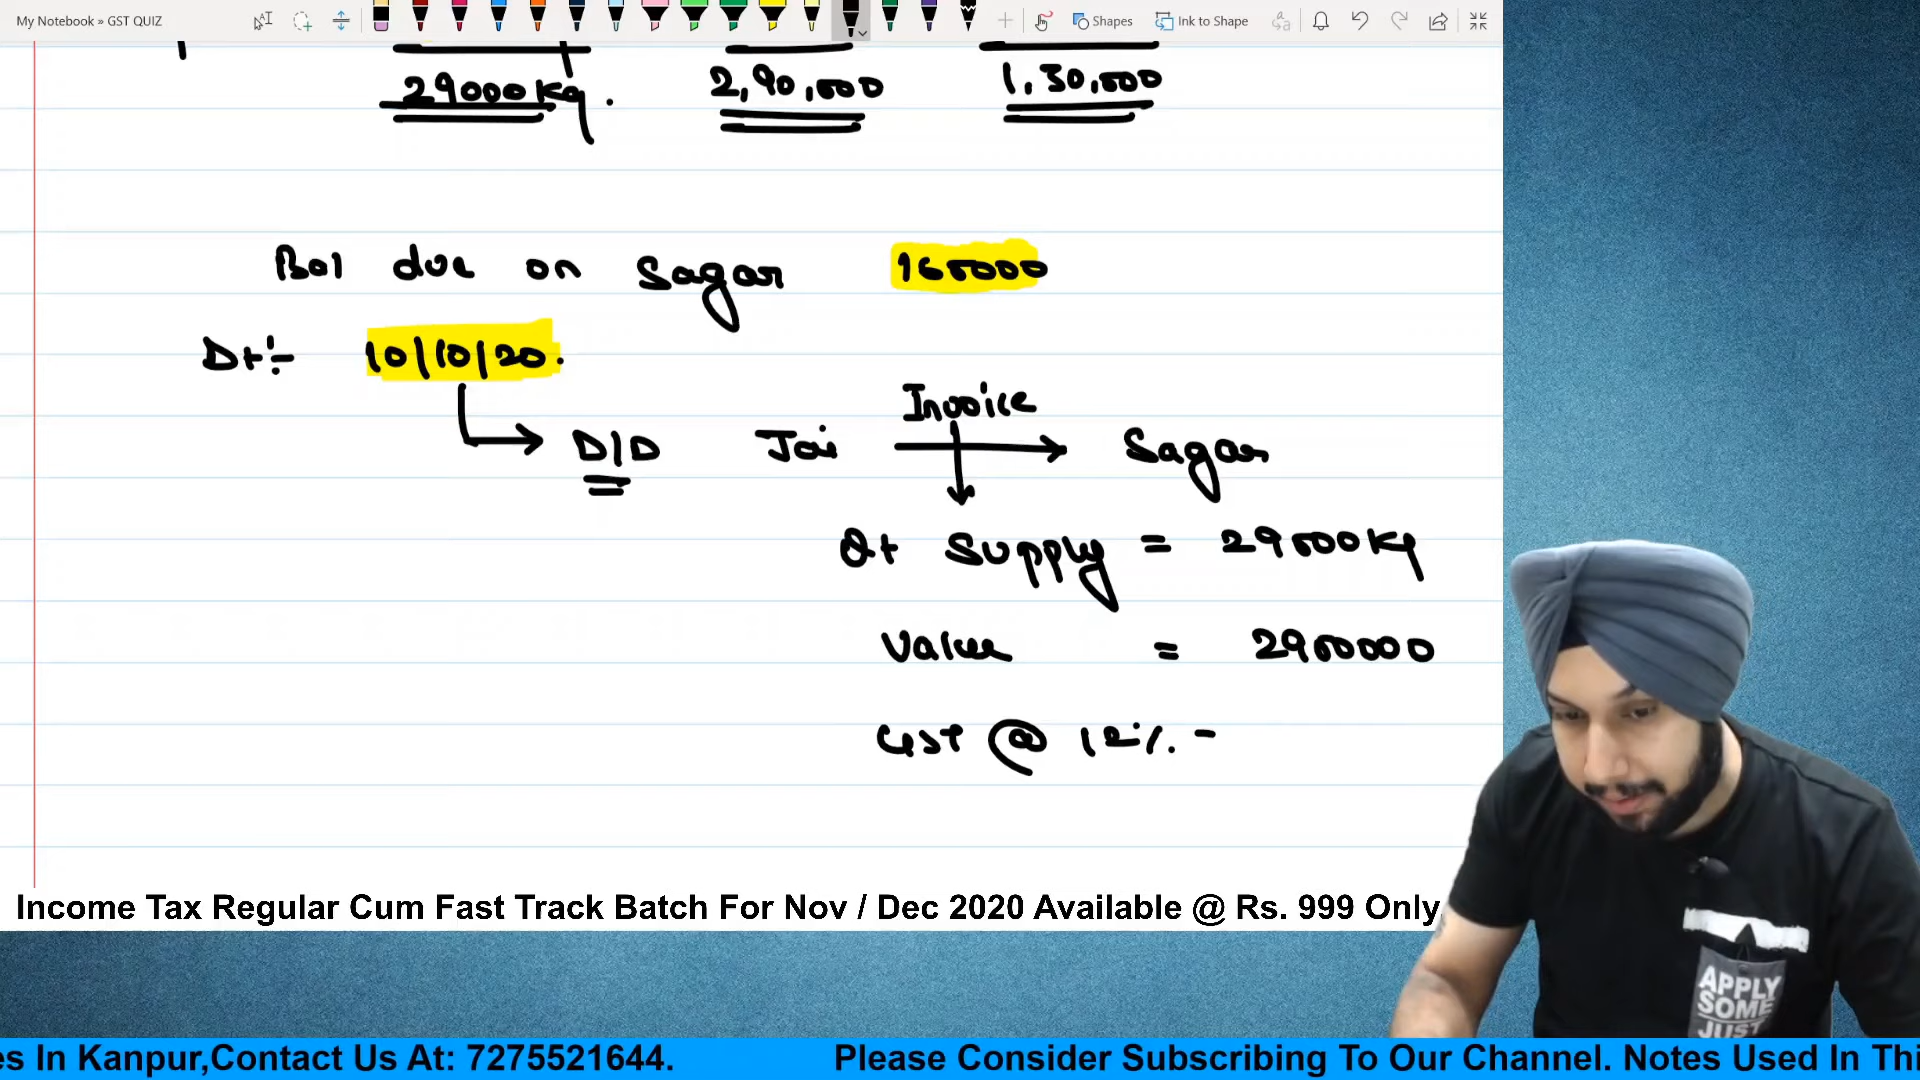 My Notebook » GST QUIZ
Shapes
Ink to Shape
29000 Kg.
2,90,000
1,30,000
Bal due on Sagar 160000
Dt:- 10/10/20.
Invoice
D/D Jai Sagar
Qt Supply = 29000 Kg
Value = 2900000
GST @ 12%. -
Income Tax Regular Cum Fast Track Batch For Nov / Dec 2020 Available @ Rs. 999 Only
APPLY
SOME
JUST
es In Kanpur,Contact Us At: 7275521644. Please Consider Subscribing To Our Channel. Notes Used In Thi